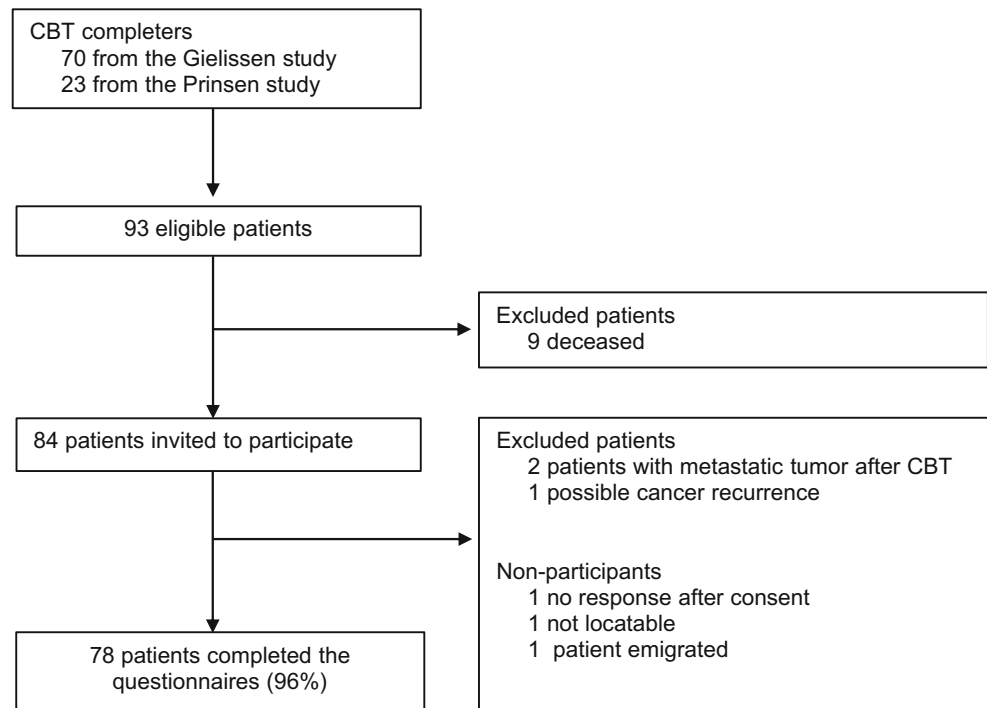 CBT completers
70 from the Gielissen study
23 from the Prinsen study
93 eligible patients
Excluded patients
9 deceased
84 patients invited to participate
Excluded patients
2 patients with metastatic tumor after CBT
1 possible cancer recurrence
Non-participants
1 no response after consent
1 not locatable
1 patient emigrated
78 patients completed the
questionnaires (96%)